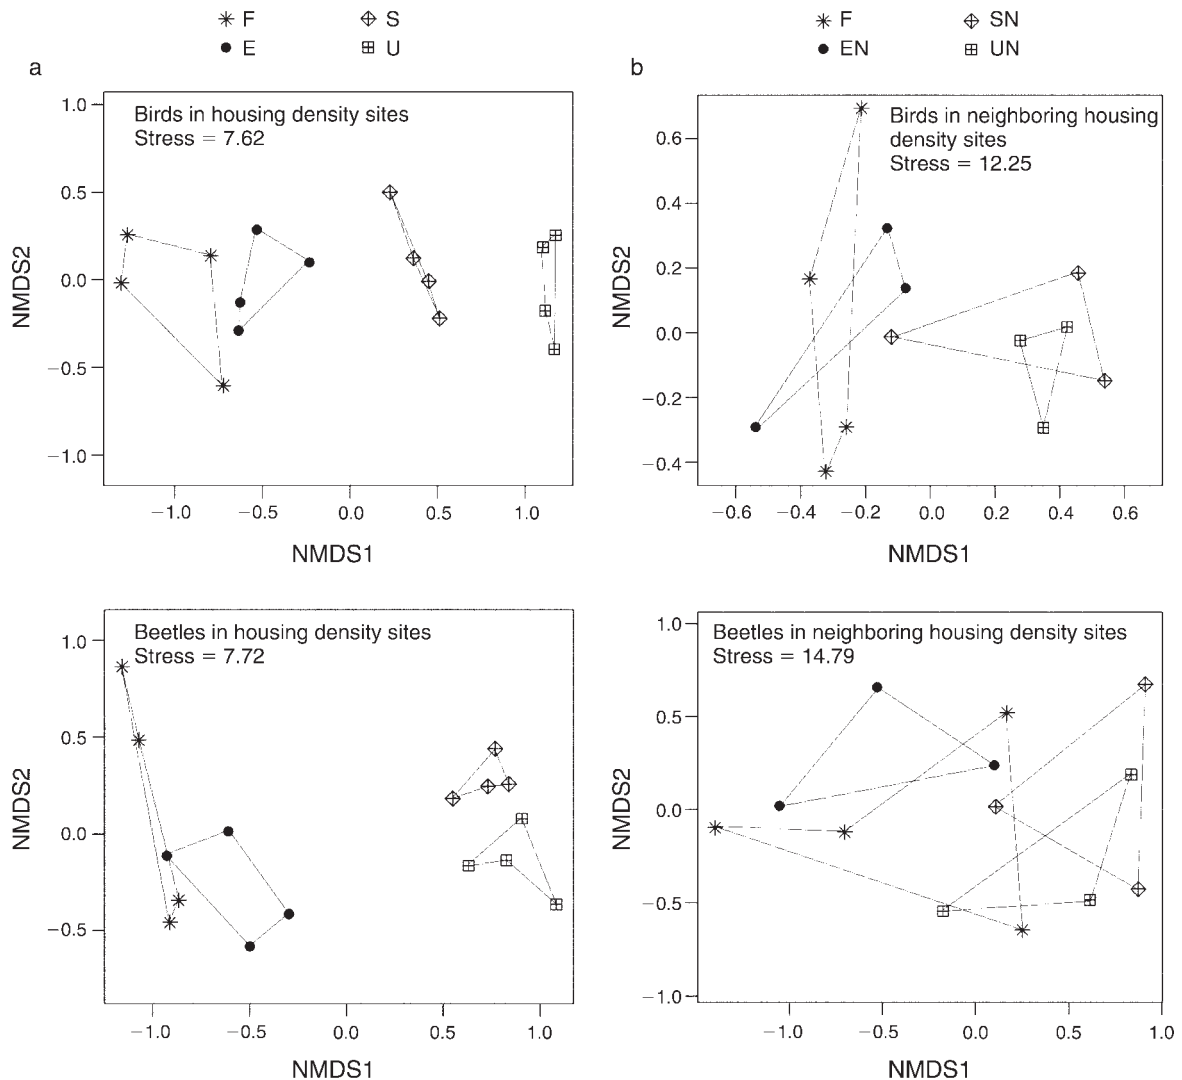 F S
E U
F SN
EN UN
a
Birds in housing density sites
Stress = 7.62
1.0
0.5
0.0
−0.5
−1.0
NMDS2
−1.0 −0.5 0.0 0.5 1.0
NMDS1
b
Birds in neighboring housing
density sites
Stress = 12.25
0.6
0.4
0.2
0.0
−0.2
−0.4
NMDS2
−0.6 −0.4 −0.2 0.0 0.2 0.4 0.6
NMDS1
Beetles in housing density sites
Stress = 7.72
1.0
0.5
0.0
−0.5
NMDS2
−1.0 −0.5 0.0 0.5 1.0
NMDS1
Beetles in neighboring housing density sites
Stress = 14.79
1.0
0.5
0.0
−0.5
−1.0
NMDS2
−1.0 −0.5 0.0 0.5 1.0
NMDS1